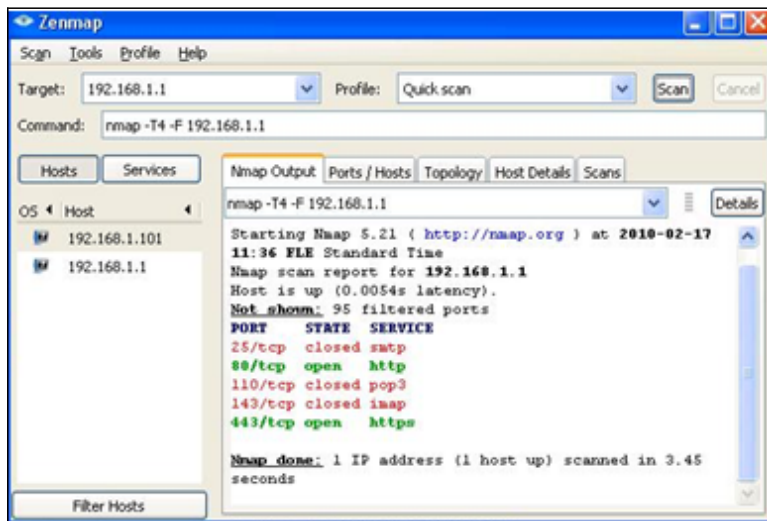 Zenmap
Scan Tools Profile Help
Target: 192.168.1.1 Profile: Quick scan Scan Cancel
Command: nmap -T4 -F 192.168.1.1
Hosts Services
Nmap Output Ports / Hosts Topology Host Details Scans
OS Host
nmap -T4 -F 192.168.1.1 Details
192.168.1.101
192.168.1.1
Starting Nmap 5.21 ( http://nmap.org ) at 2010-02-17
11:36 FLE Standard Time
Nmap scan report for 192.168.1.1
Host is up (0.0054s latency).
Not shown: 95 filtered ports
PORT STATE SERVICE
25/tcp closed smtp
80/tcp open http
110/tcp closed pop3
143/tcp closed imap
443/tcp open https
Nmap done: 1 IP address (1 host up) scanned in 3.45
seconds
Filter Hosts